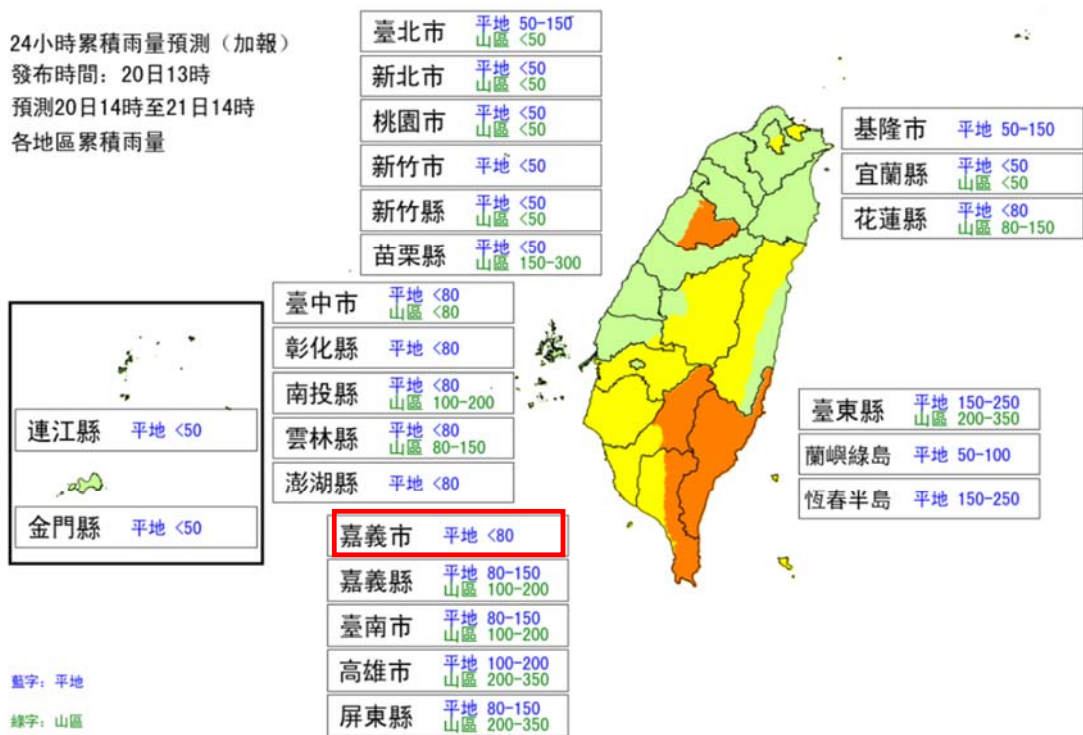 24小時累積雨量預測（加報）
發布時間：20日13時
預測20日14時至21日14時
各地區累積雨量
臺北市 平地 50-150
山區 <50
新北市 平地 <50
山區 <50
桃園市 平地 <50
山區 <50
新竹市 平地 <50
新竹縣 平地 <50
山區 <50
苗栗縣 平地 <50
山區 150-300
基隆市 平地 50-150
宜蘭縣 平地 <50
山區 <50
花蓮縣 平地 <80
山區 80-150
臺中市 平地 <80
山區 <80
彰化縣 平地 <80
南投縣 平地 <80
山區 100-200
雲林縣 平地 <80
山區 80-150
澎湖縣 平地 <80
連江縣 平地 <50
金門縣 平地 <50
臺東縣 平地 150-250
山區 200-350
蘭嶼綠島 平地 50-100
恆春半島 平地 150-250
嘉義市 平地 <80
嘉義縣 平地 80-150
山區 100-200
臺南市 平地 80-150
山區 100-200
高雄市 平地 100-200
山區 200-350
屏東縣 平地 80-150
山區 200-350
藍字：平地
綠字：山區